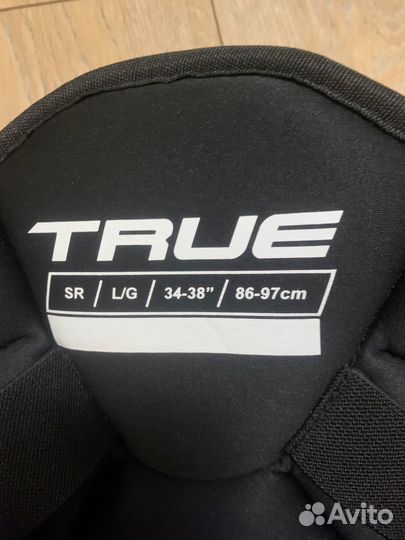 TRUE
SR / L/G / 34-38” / 86-97cm
Avito